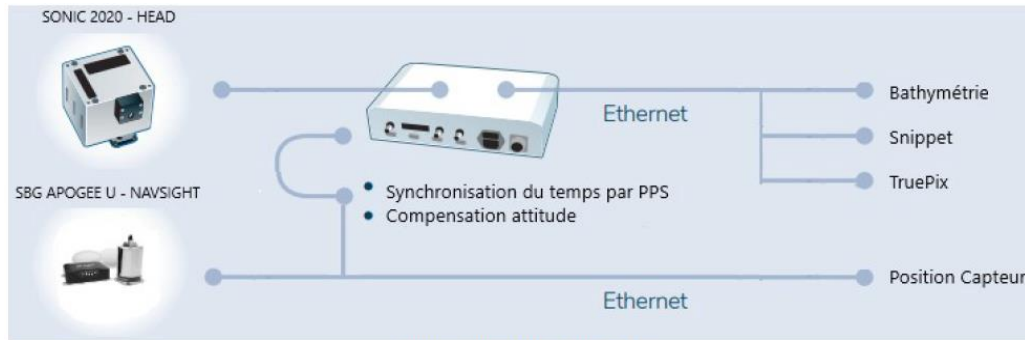 SONIC 2020 - HEAD
Ethernet
Bathymétrie
Snippet
TruePix
SBG APOGEE U - NAVSIGHT
Synchronisation du temps par PPS
Compensation attitude
Position Capteur
Ethernet